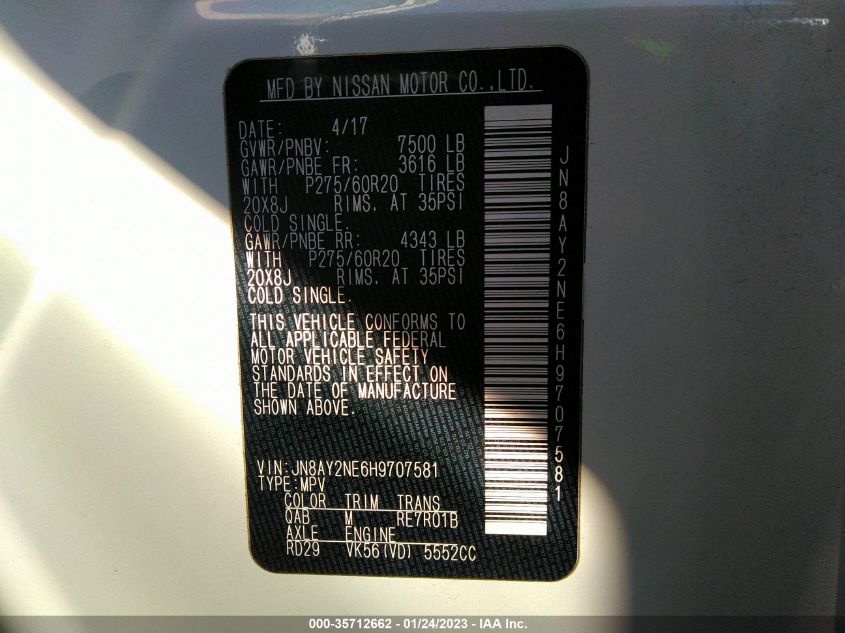 MFD BY NISSAN MOTOR CO.,LTD.
DATE: 4/17
GVWR/PNBV: 7500 LB
GAWR/PNBE FR: 3616 LB
WITH P275/60R20 TIRES
20X8J RIMS, AT 35PSI
COLD SINGLE.
GAWR/PNBE RR: 4343 LB
WITH P275/60R20 TIRES
20X8J RIMS, AT 35PSI
COLD SINGLE.
THIS VEHICLE CONFORMS TO
ALL APPLICABLE FEDERAL
MOTOR VEHICLE SAFETY
STANDARDS IN EFFECT ON
THE DATE OF MANUFACTURE
SHOWN ABOVE.
VIN:JN8AY2NE6H9707581
TYPE:MPV
COLOR TRIM TRANS
QAB M RE7R01B
AXLE ENGINE
RD29 VK56(VD) 5552CC
JN8AY2NE6H9707581
000-35712662 - 01/24/2023 - IAA Inc.